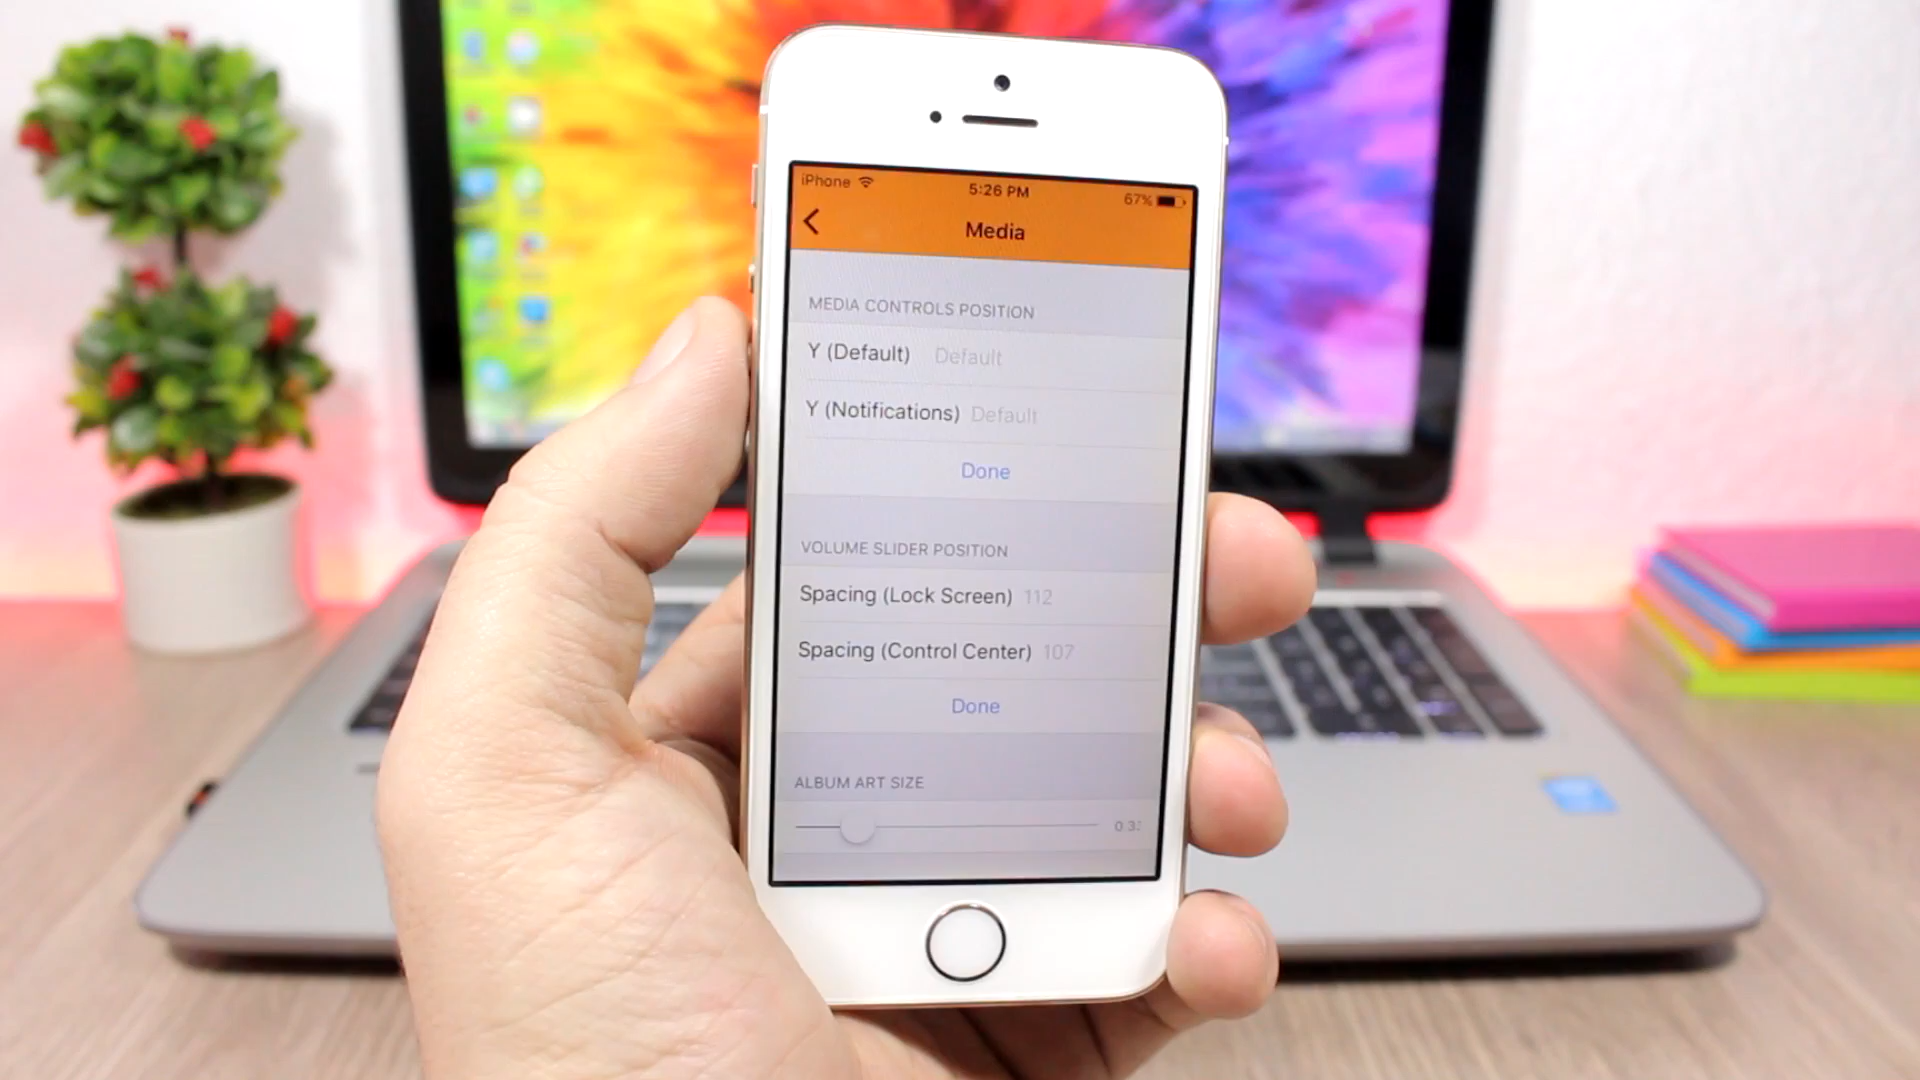 iPhone 5:26 PM 67%
Media
MEDIA CONTROLS POSITION
Y (Default) Default
Y (Notifications) Default
Done
VOLUME SLIDER POSITION
Spacing (Lock Screen) 112
Spacing (Control Center) 107
Done
ALBUM ART SIZE